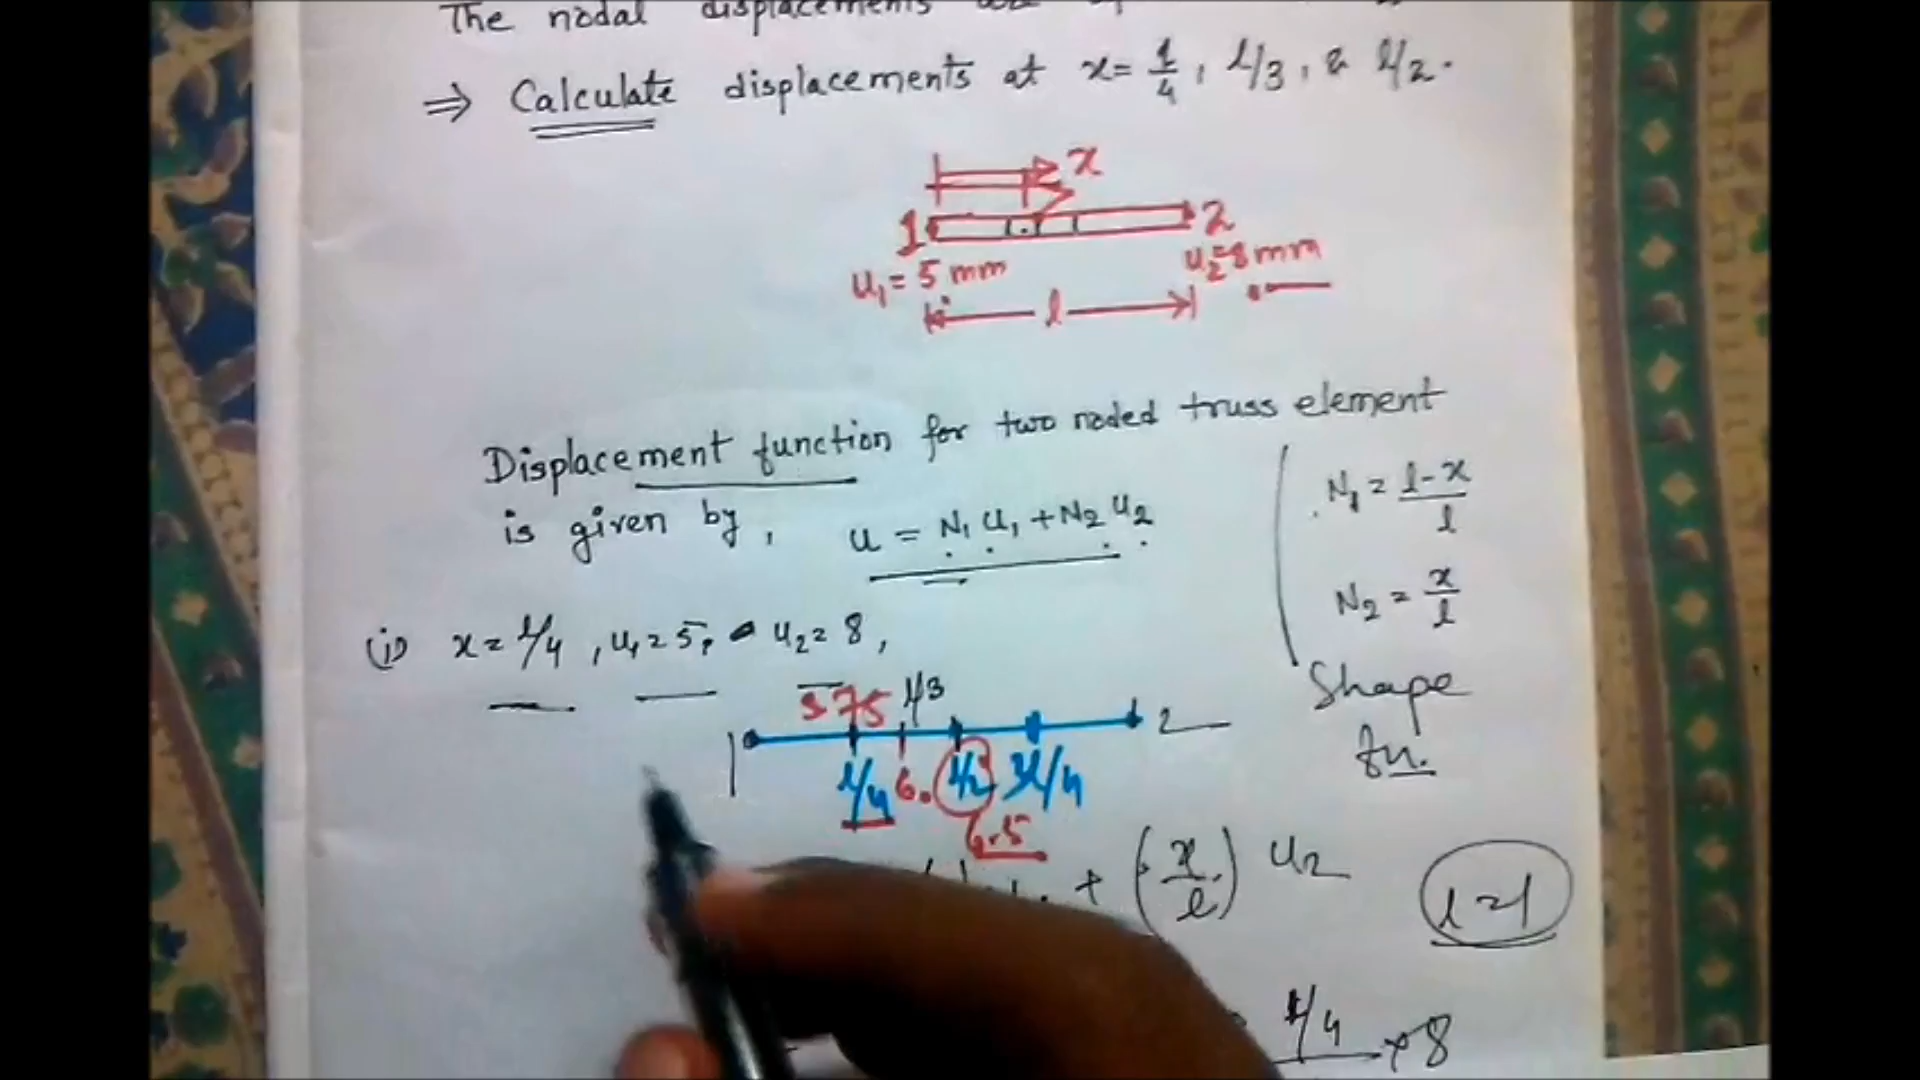 The nodal displacements
⇒ Calculate displacements at x = l/4, l/3, & l/2.
x
1 2
u₁ = 5 mm u₂ = 8 mm
l
Displacement function for two noded truss element
is given by, u = N₁ u₁ + N₂ u₂
N₁ = (l - x)/l
N₂ = x/l
Shape
fn.
(i) x = l/4, u₁ = 5, u₂ = 8,
5.75 l/3
1 2
l/4 6. l/2 3l/4
6.5
+ (x/l) u₂
l = 1
l/4 × 8